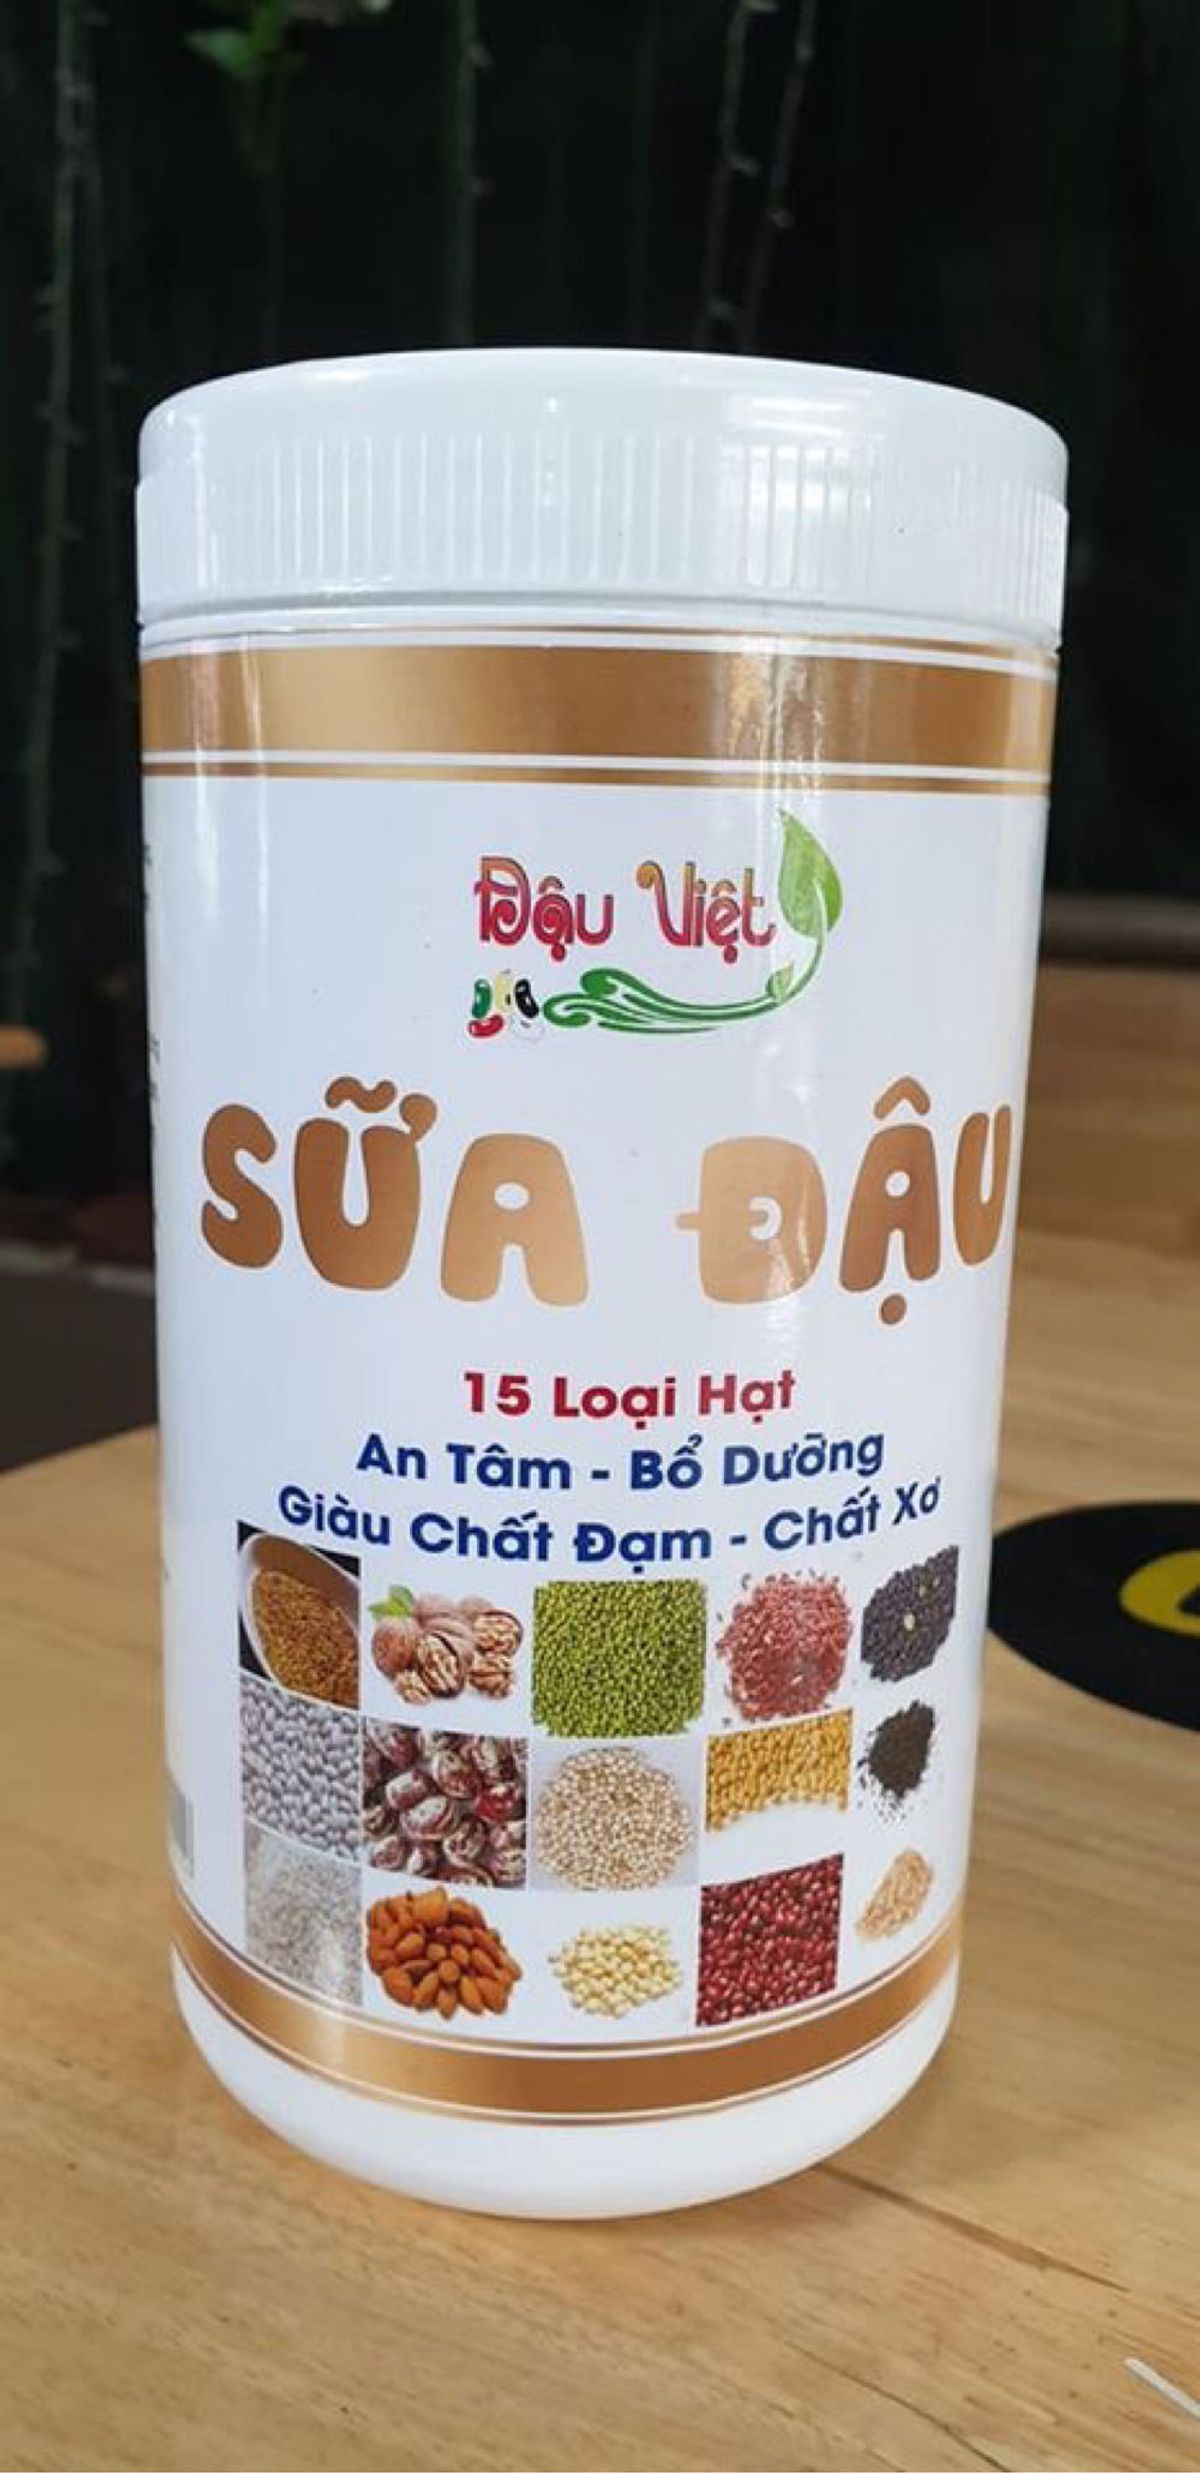 Đậu Việt
SỮA ĐẬU
15 Loại Hạt
An Tâm - Bổ Dưỡng
Giàu Chất Đạm - Chất Xơ